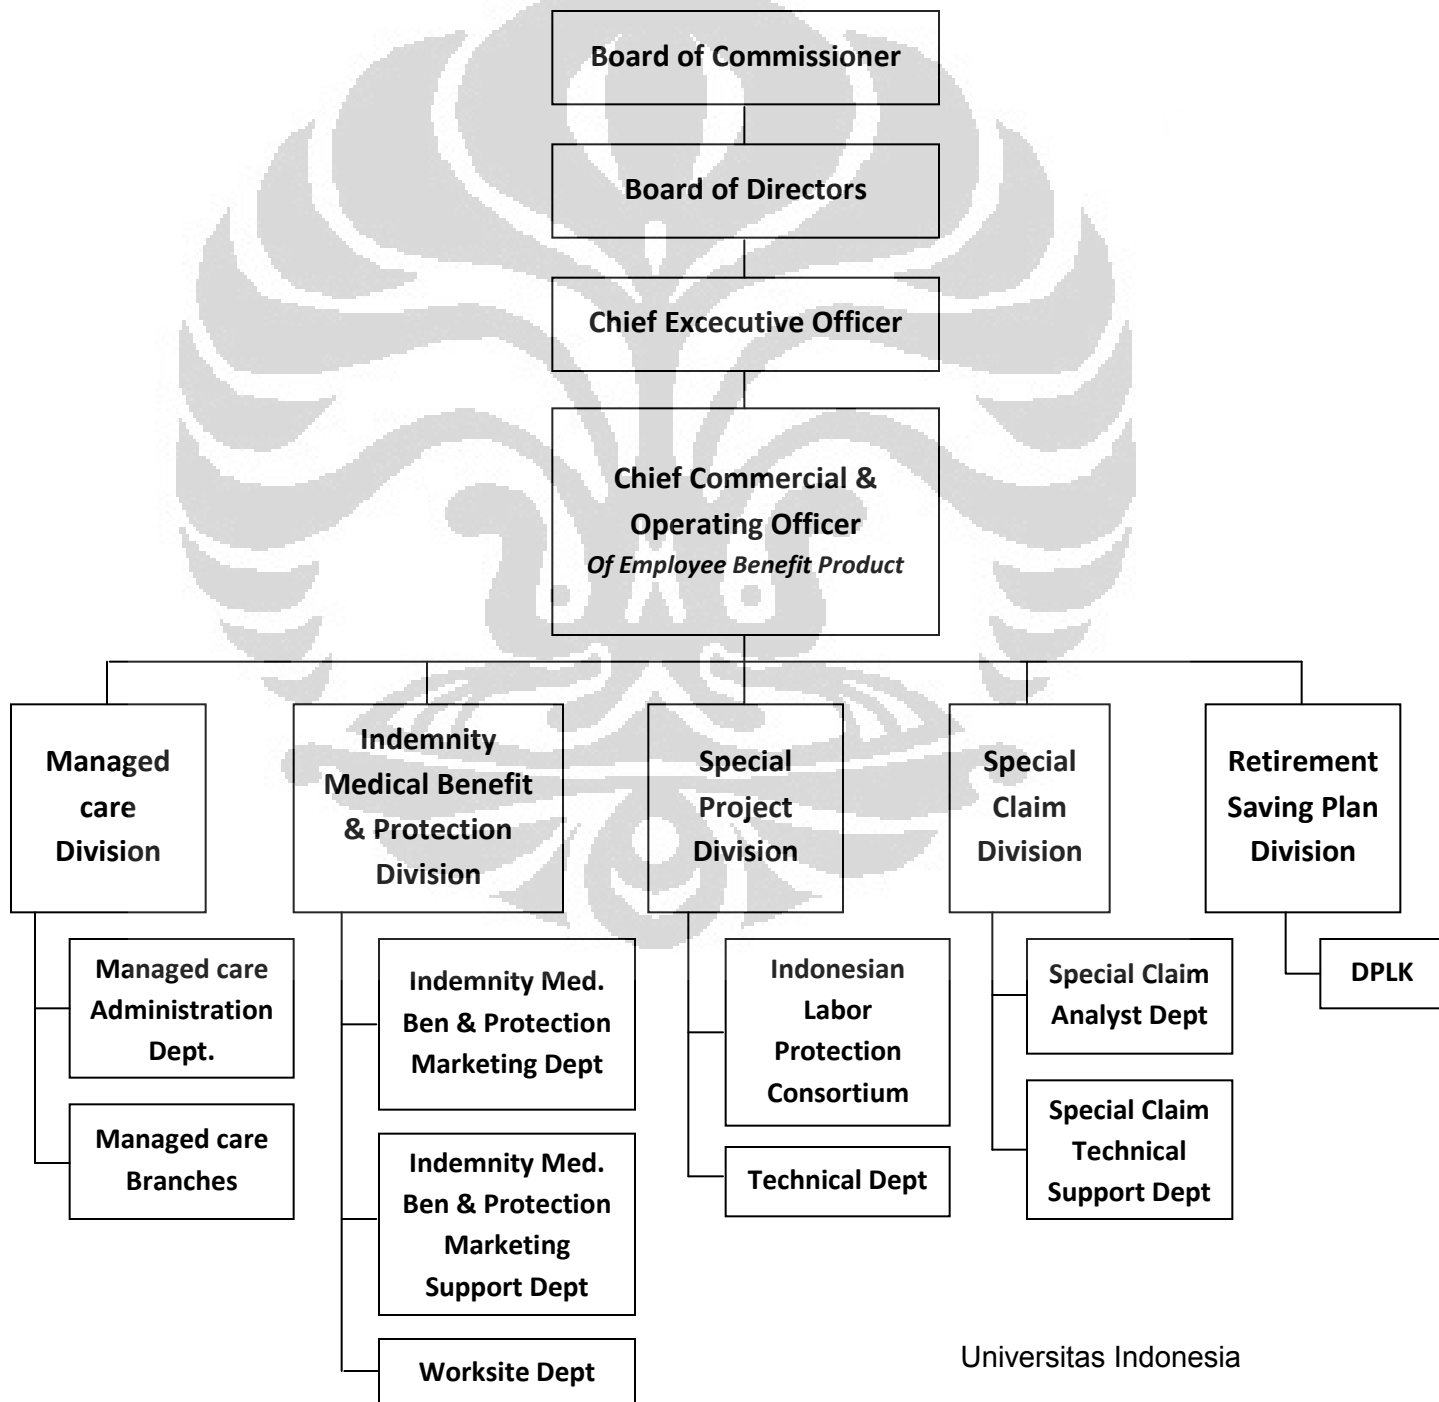 Board of Commissioner
Board of Directors
Chief Excecutive Officer
Chief Commercial &
Operating Officer
Of Employee Benefit Product
Managed
care
Division
Indemnity
Medical Benefit
& Protection
Division
Special
Project
Division
Special
Claim
Division
Retirement
Saving Plan
Division
Managed care
Administration
Dept.
Managed care
Branches
Indemnity Med.
Ben & Protection
Marketing Dept
Indemnity Med.
Ben & Protection
Marketing
Support Dept
Worksite Dept
Indonesian
Labor
Protection
Consortium
Technical Dept
Special Claim
Analyst Dept
Special Claim
Technical
Support Dept
DPLK
Universitas Indonesia